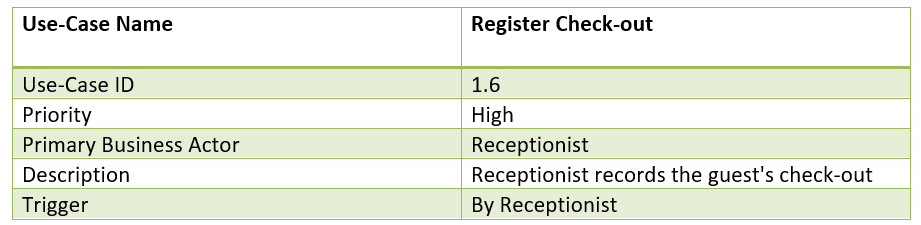 Use-Case Name Register Check-out
Use-Case ID 1.6
Priority High
Primary Business Actor Receptionist
Description Receptionist records the guest's check-out
Trigger By Receptionist